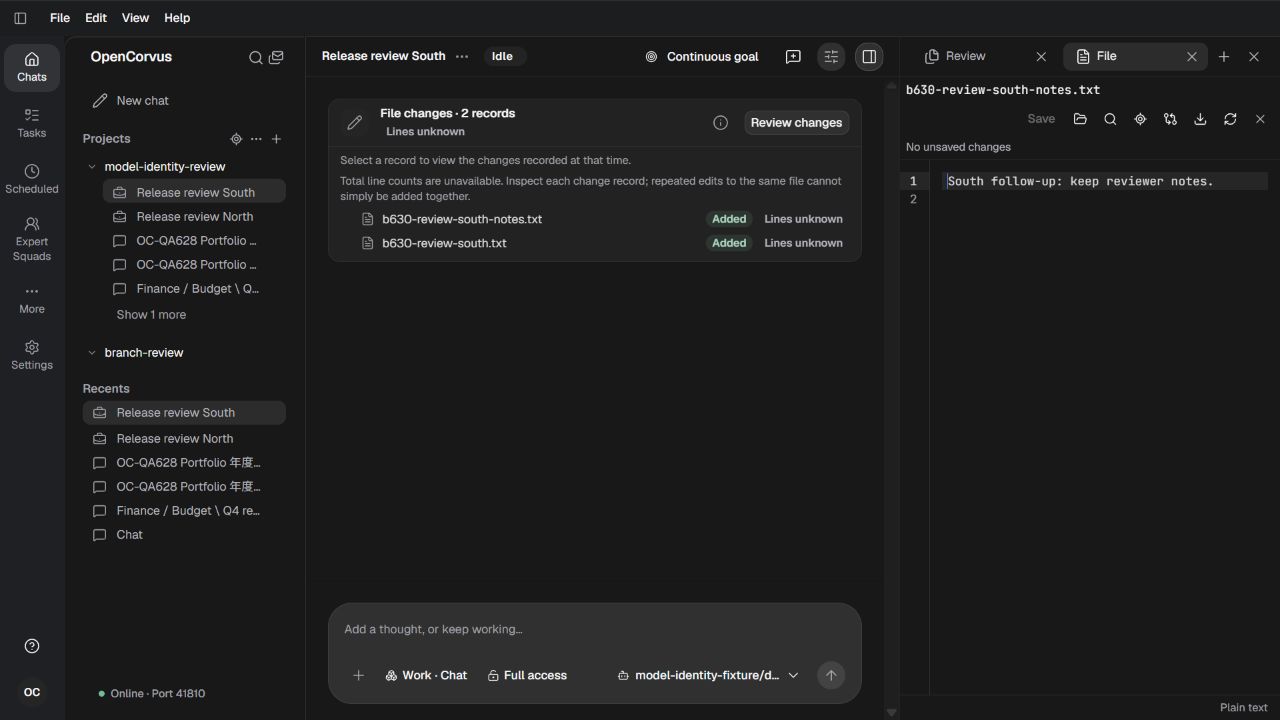 File Edit View Help
Chats
Tasks
Scheduled
Expert
Squads
More
Settings
OC
OpenCorvus
New chat
Projects
model-identity-review
Release review South
Release review North
OC-QA628 Portfolio ...
OC-QA628 Portfolio ...
Finance / Budget \ Q...
Show 1 more
branch-review
Recents
Release review South
Release review North
OC-QA628 Portfolio 年度...
OC-QA628 Portfolio 年度...
Finance / Budget \ Q4 re...
Chat
Online · Port 41810
Release review South ··· Idle Continuous goal
File changes · 2 records
Lines unknown
Review changes
Select a record to view the changes recorded at that time.
Total line counts are unavailable. Inspect each change record; repeated edits to the same file cannot
simply be added together.
b630-review-south-notes.txt Added Lines unknown
b630-review-south.txt Added Lines unknown
Add a thought, or keep working...
Work · Chat Full access model-identity-fixture/d...
Review File
b630-review-south-notes.txt
Save
No unsaved changes
1 South follow-up: keep reviewer notes.
2
Plain text